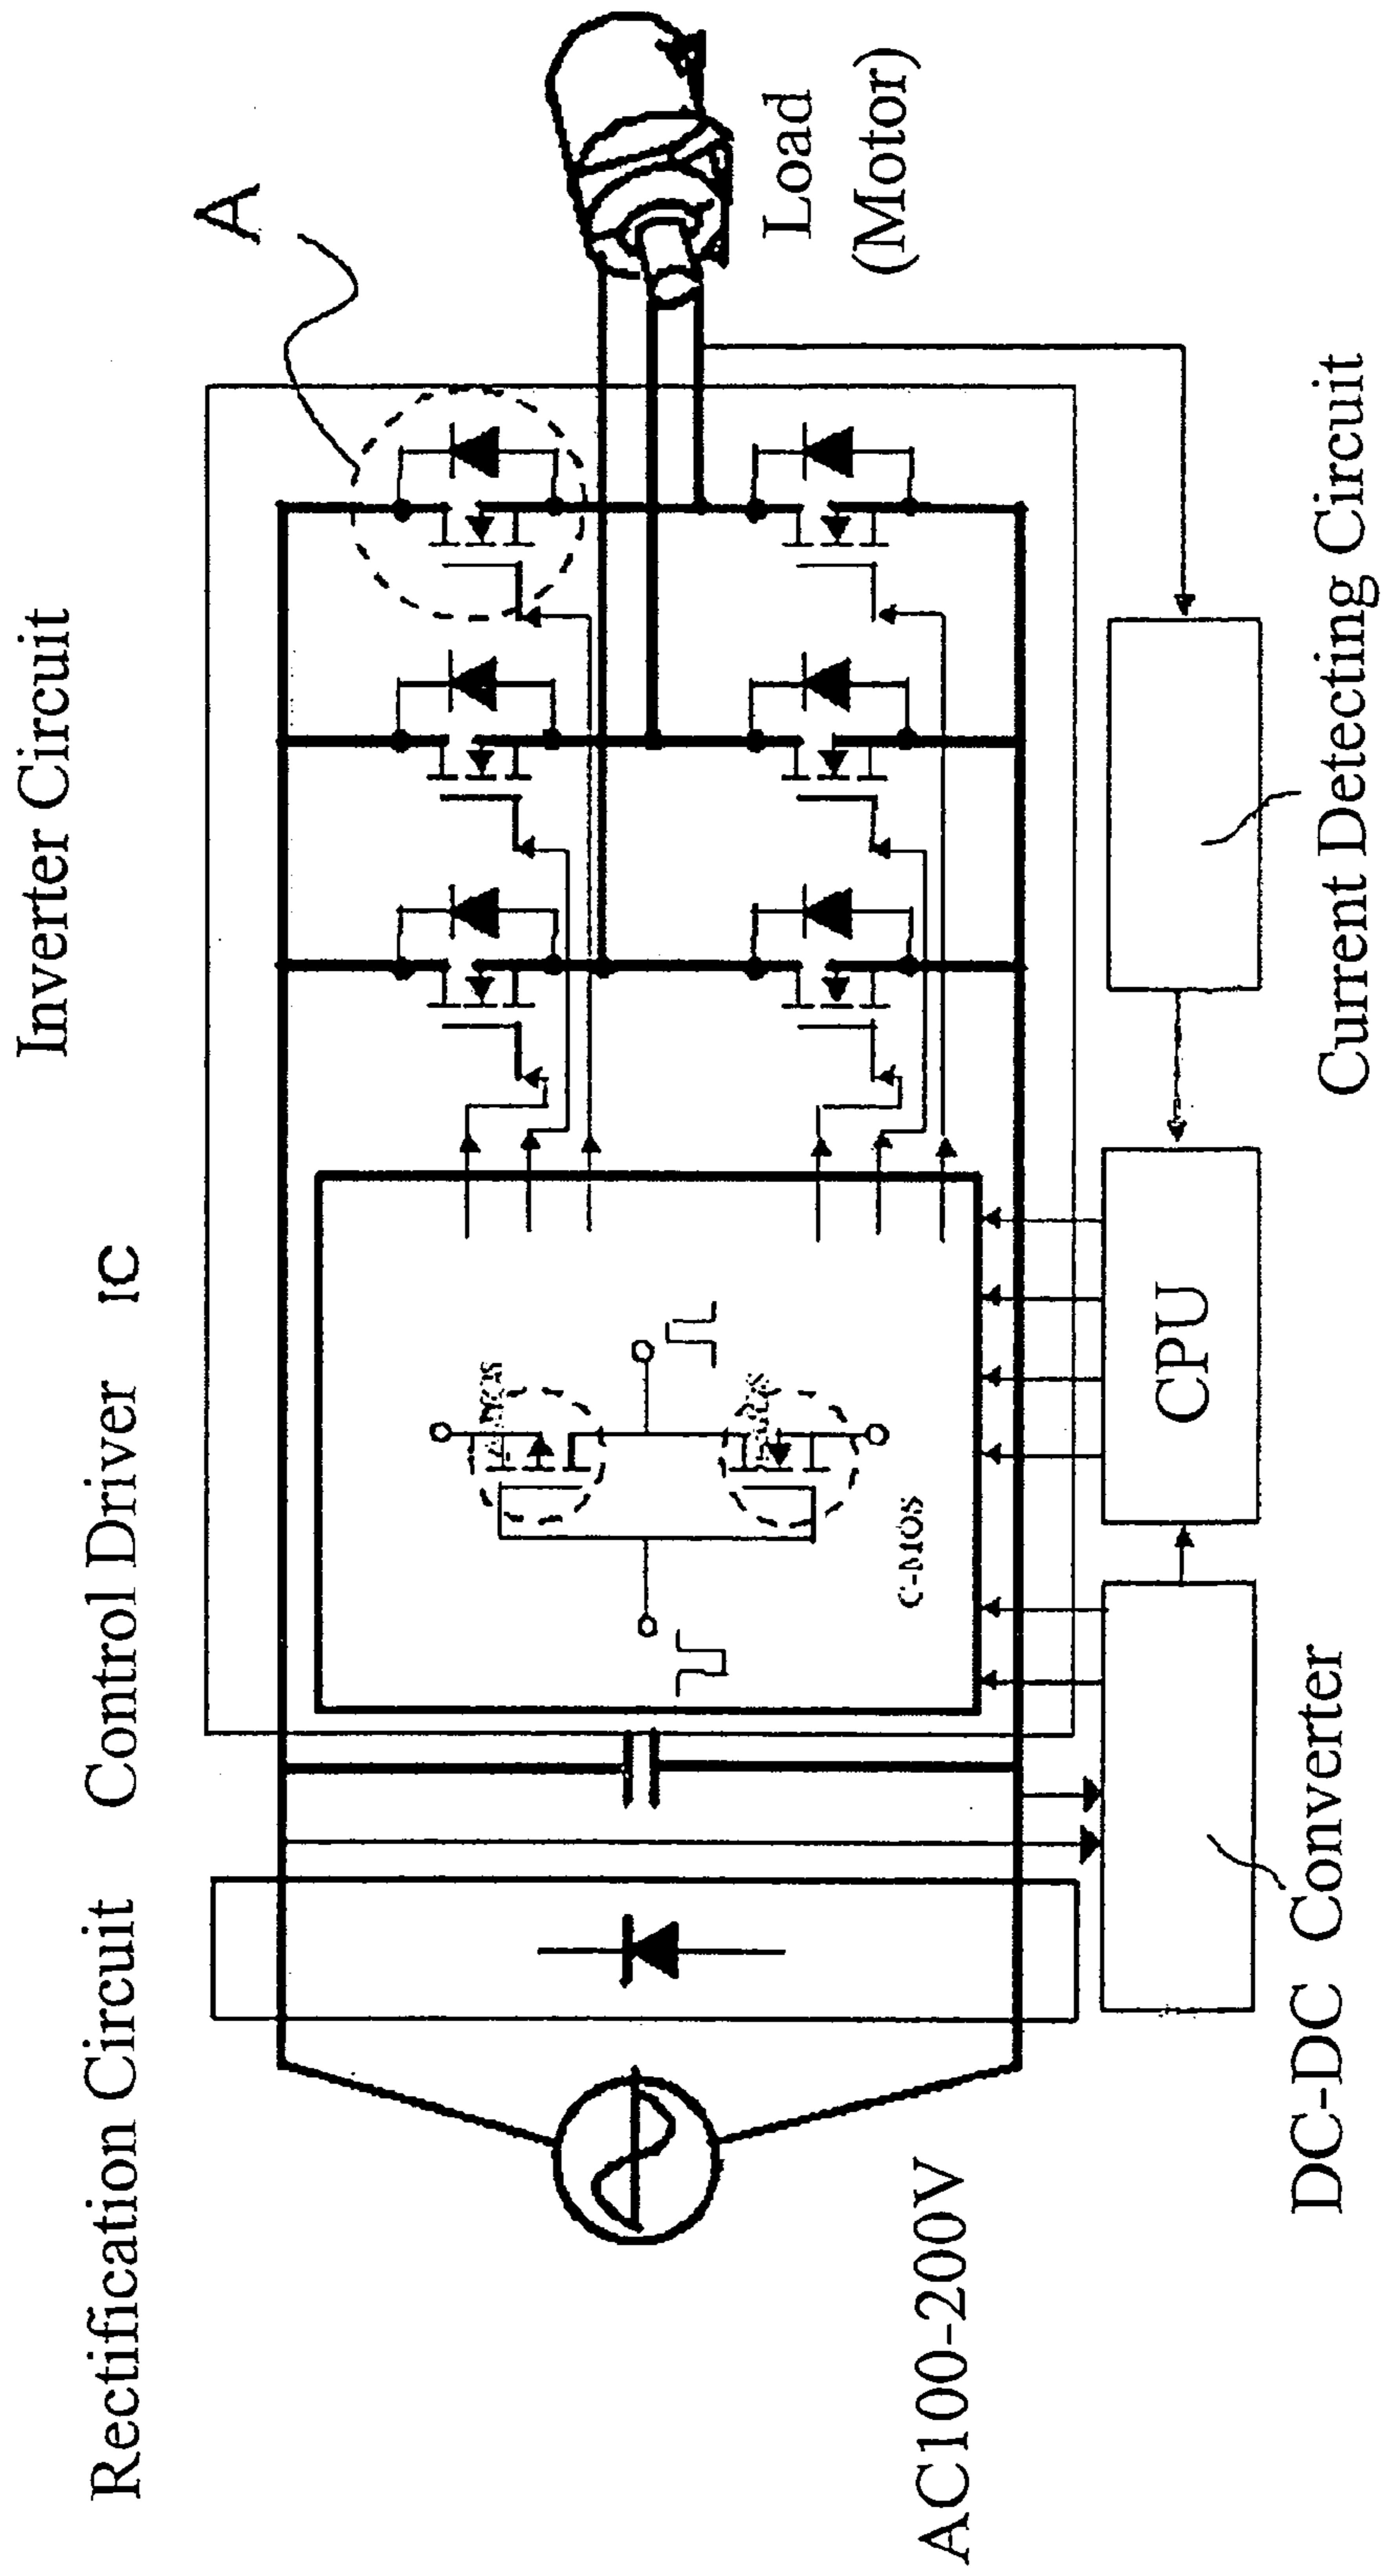 Rectification Circuit
Control Driver IC
Inverter Circuit
A
Load
(Motor)
C-MOS
CPU
AC100-200V
DC-DC Converter
Current Detecting Circuit